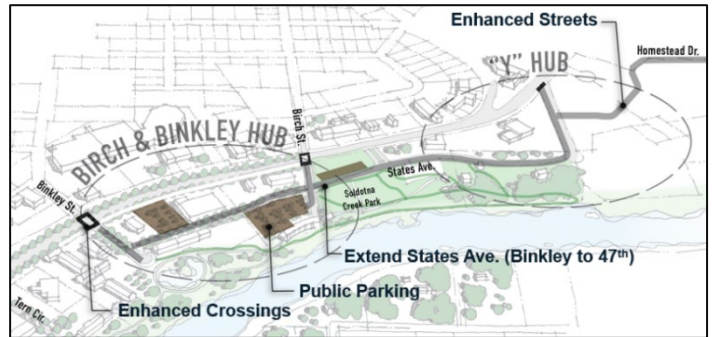 Enhanced Streets
Homestead Dr.
"Y" HUB
BIRCH & BINKLEY HUB
Birch St.
States Ave.
Binkley St.
Soldotna
Creek Park
Extend States Ave. (Binkley to 47th)
Public Parking
Enhanced Crossings
Tern Cir.